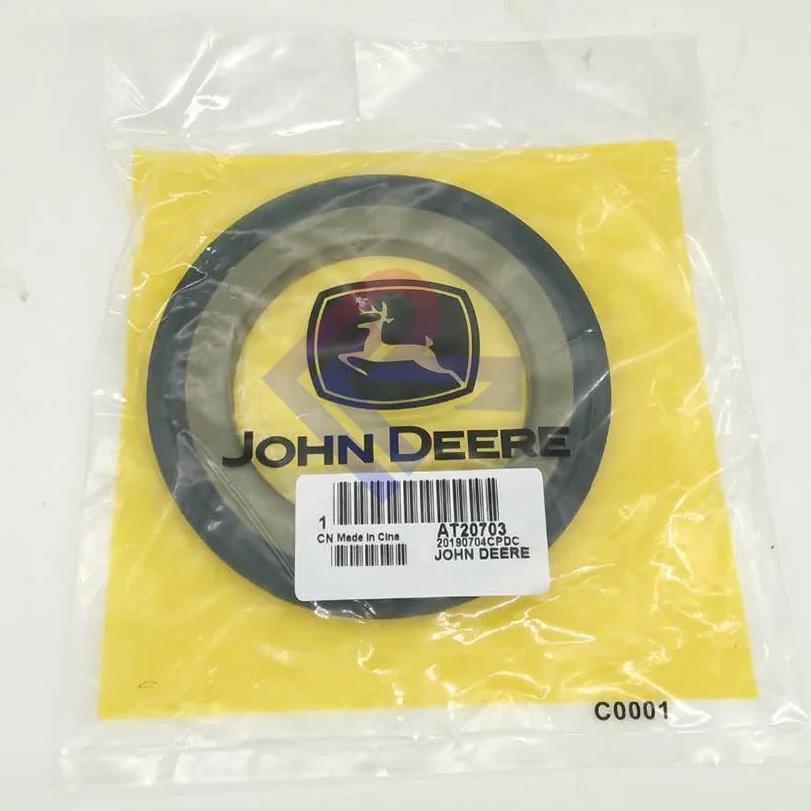 JOHN DEERE
1
AT20703
CN Made in Cina
20190704CPDC
JOHN DEERE
C0001